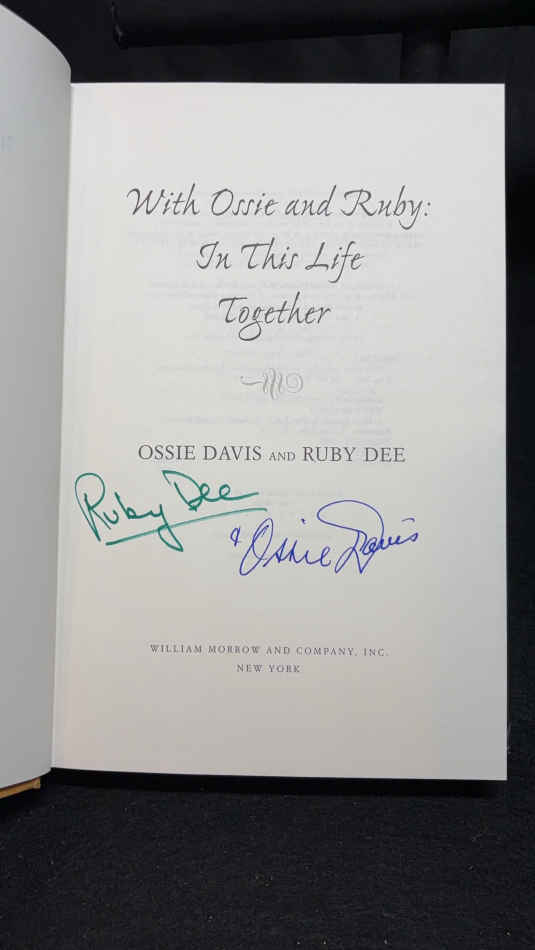 With Ossie and Ruby:
In This Life
Together
OSSIE DAVIS AND RUBY DEE
Ruby Dee
& Ossie Davis
WILLIAM MORROW AND COMPANY, INC.
NEW YORK